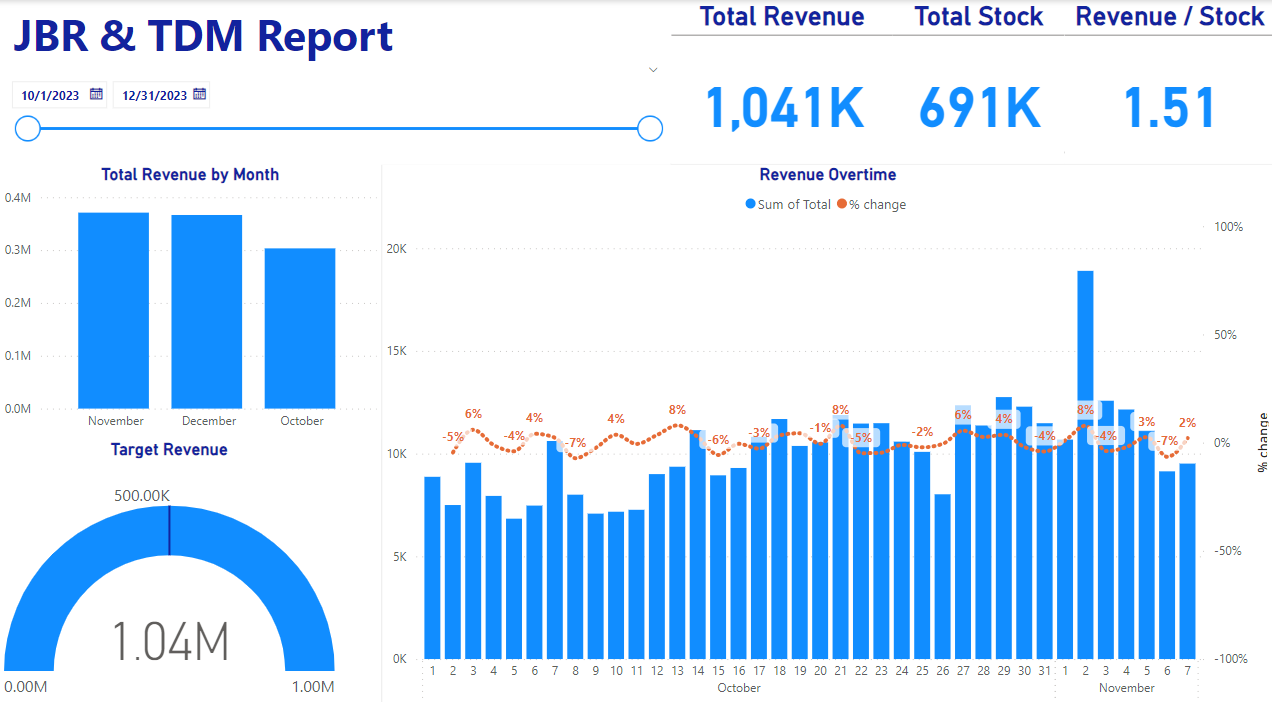 JBR & TDM Report
10/1/2023 12/31/2023
Total Revenue Total Stock Revenue / Stock
1,041K 691K 1.51
Total Revenue by Month
0.4M
0.3M
0.2M
0.1M
0.0M
November December October
Target Revenue
500.00K
1.04M
0.00M 1.00M
Revenue Overtime
Sum of Total % change
20K
15K
10K
5K
0K
100%
50%
0%
-50%
-100%
% change
-5% 6% -4% 4% -7% 4% 8% -6% -3% -1% 8% -5% -2% 6% 4% -4% 8% -4% 3% -7% 2%
1 2 3 4 5 6 7 8 9 10 11 12 13 14 15 16 17 18 19 20 21 22 23 24 25 26 27 28 29 30 31 1 2 3 4 5 6 7
October November